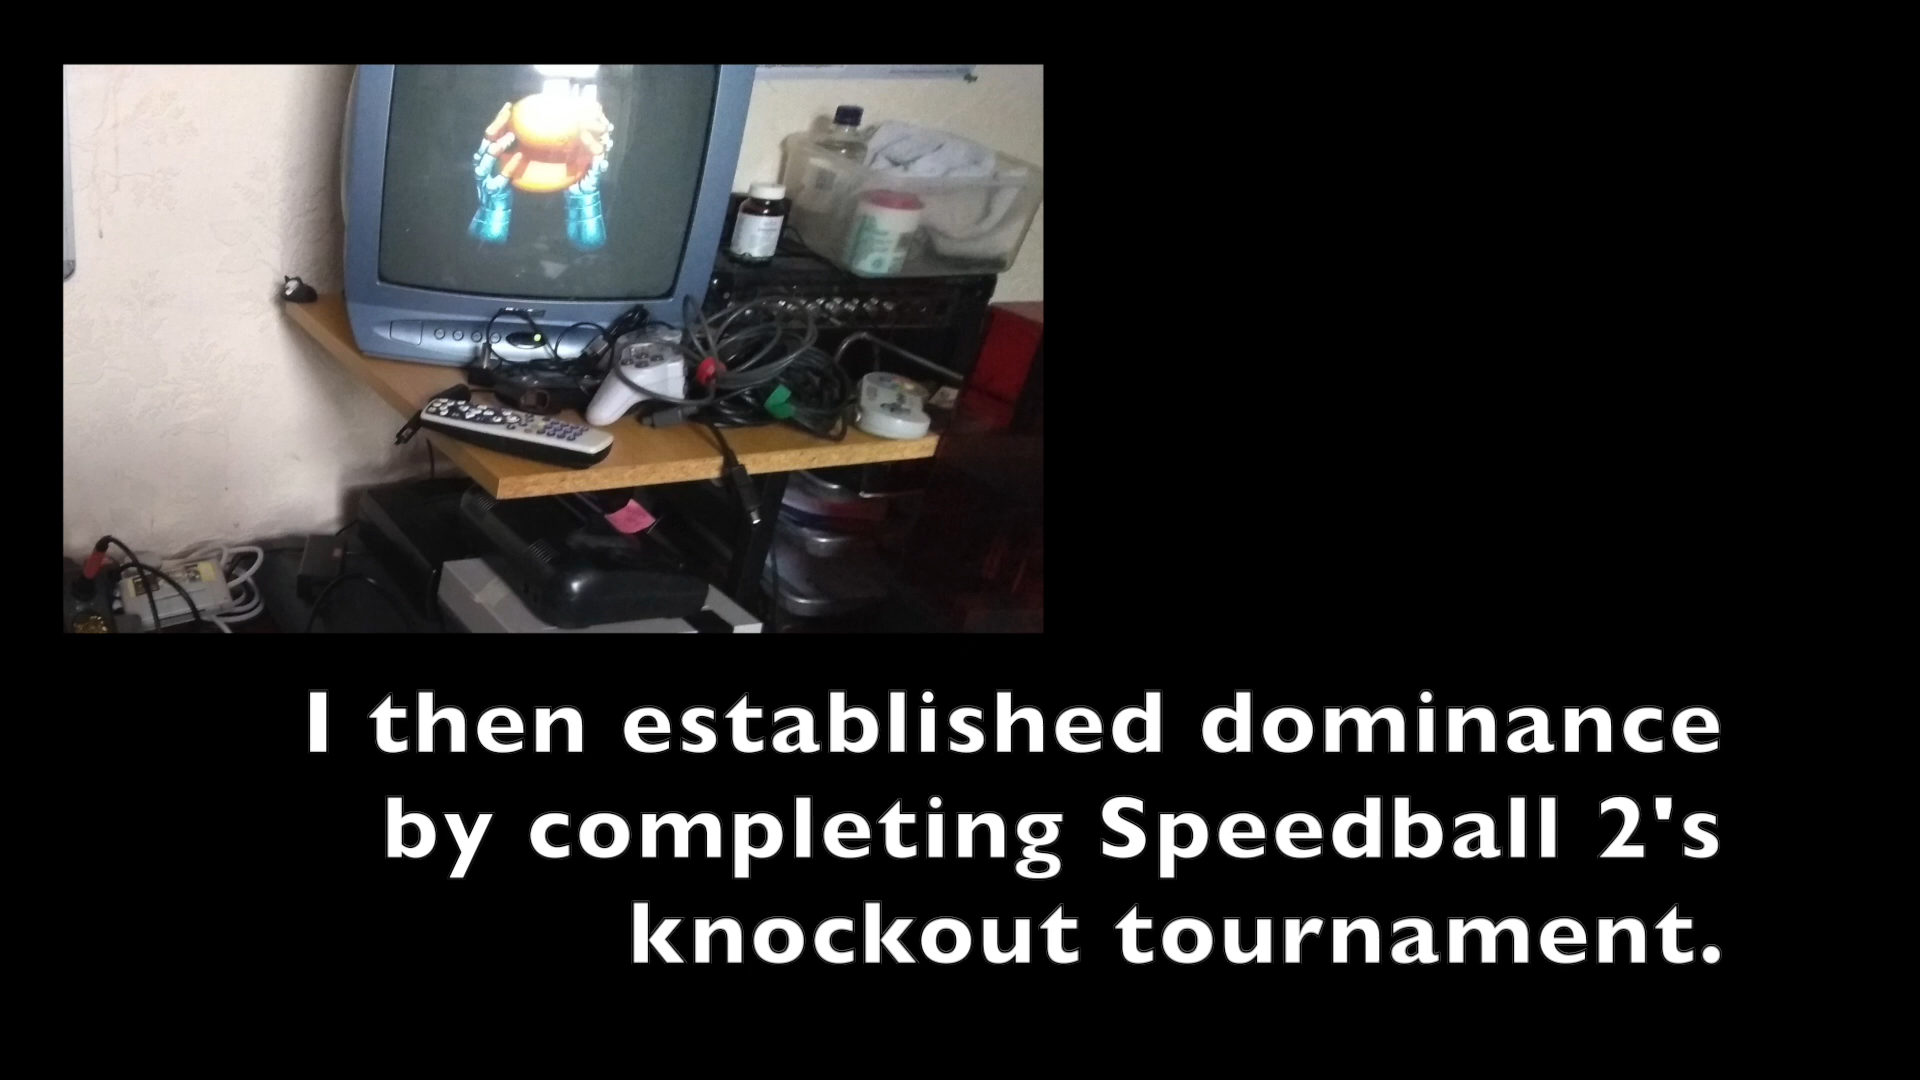 I then established dominance
by completing Speedball 2's
knockout tournament.